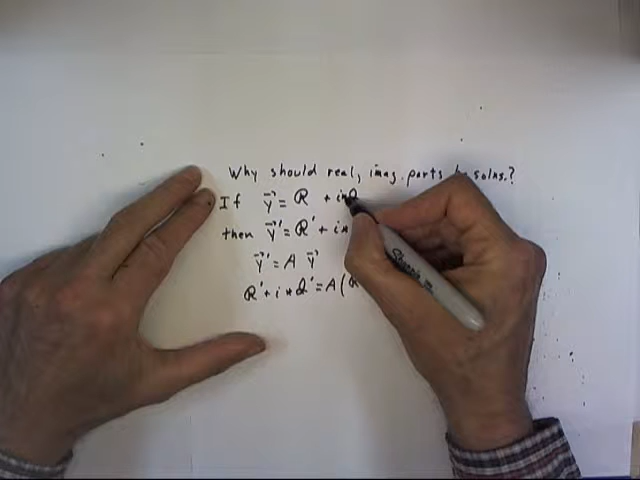 Why should real, imag. parts be solns.?
If y⃗ = R + i*
then y⃗' = R' + i*
y⃗' = A y⃗
R' + i * Q' = A (R